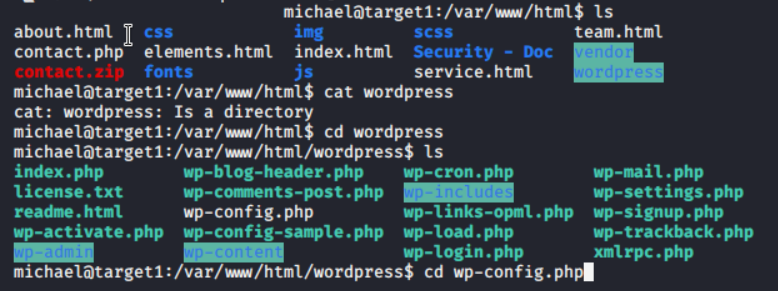 michael@target1:/var/www/html$ ls
about.html css img scss team.html
contact.php elements.html index.html Security - Doc vendor
contact.zip fonts js service.html wordpress
michael@target1:/var/www/html$ cat wordpress
cat: wordpress: Is a directory
michael@target1:/var/www/html$ cd wordpress
michael@target1:/var/www/html/wordpress$ ls
index.php wp-blog-header.php wp-cron.php wp-mail.php
license.txt wp-comments-post.php wp-includes wp-settings.php
readme.html wp-config.php wp-links-opml.php wp-signup.php
wp-activate.php wp-config-sample.php wp-load.php wp-trackback.php
wp-admin wp-content wp-login.php xmlrpc.php
michael@target1:/var/www/html/wordpress$ cd wp-config.php